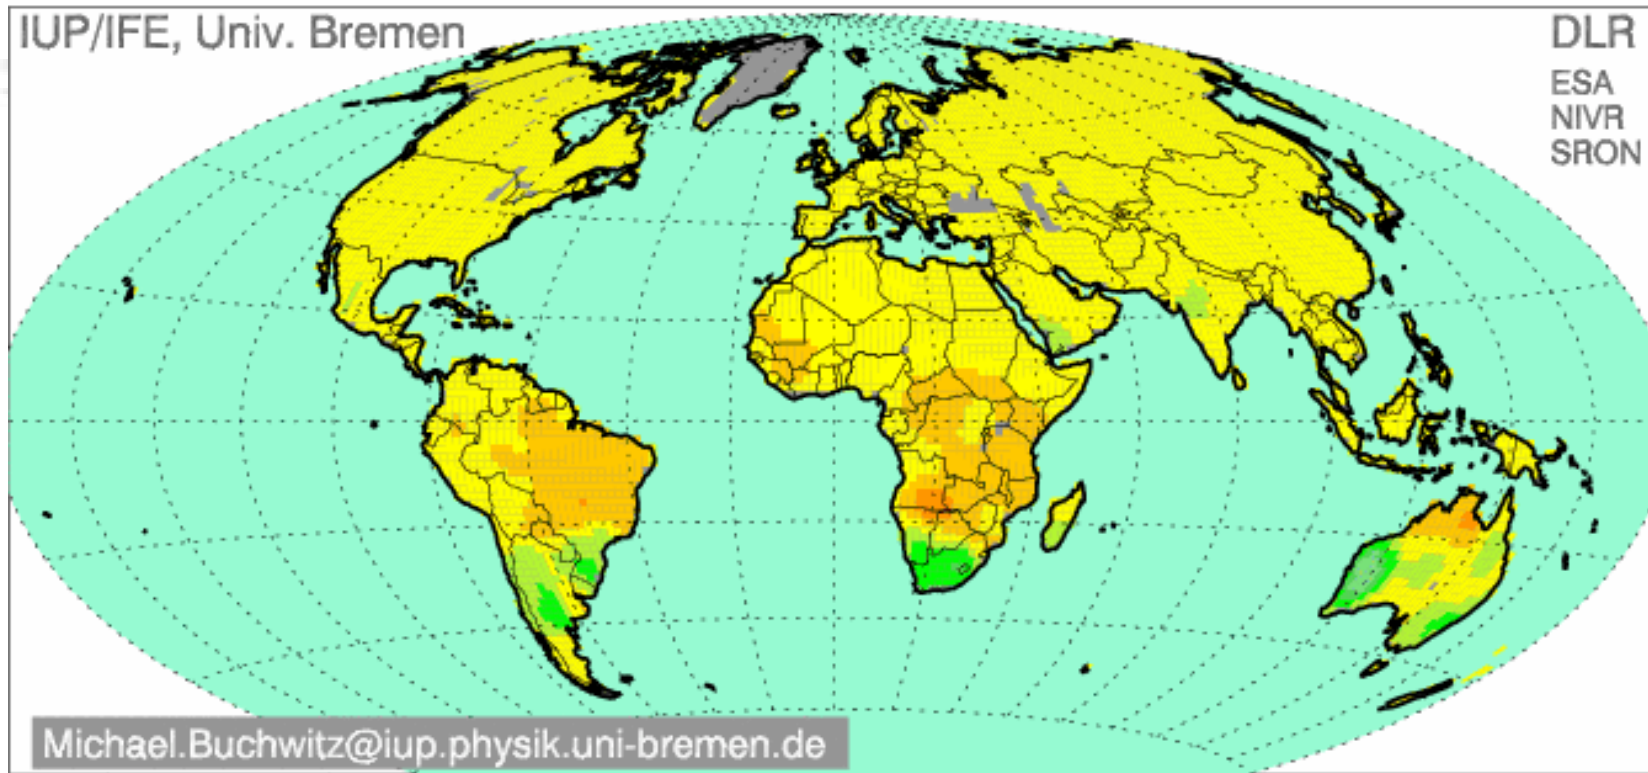 IUP/IFE, Univ. Bremen
DLR
ESA
NIVR
SRON
Michael.Buchwitz@iup.physik.uni-bremen.de